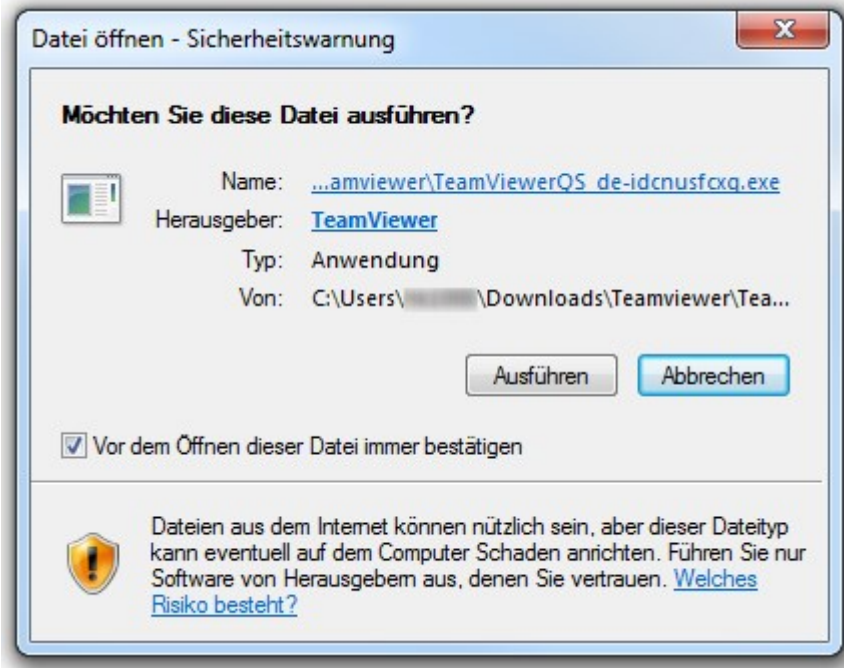 Datei öffnen - Sicherheitswarnung
Möchten Sie diese Datei ausführen?
Name: ...amviewer\TeamViewerQS_de-idcnusfcxq.exe
Herausgeber: TeamViewer
Typ: Anwendung
Von: C:\Users\ \Downloads\Teamviewer\Tea...
Ausführen Abbrechen
Vor dem Öffnen dieser Datei immer bestätigen
Dateien aus dem Internet können nützlich sein, aber dieser Dateityp
kann eventuell auf dem Computer Schaden anrichten. Führen Sie nur
Software von Herausgebern aus, denen Sie vertrauen. Welches
Risiko besteht?